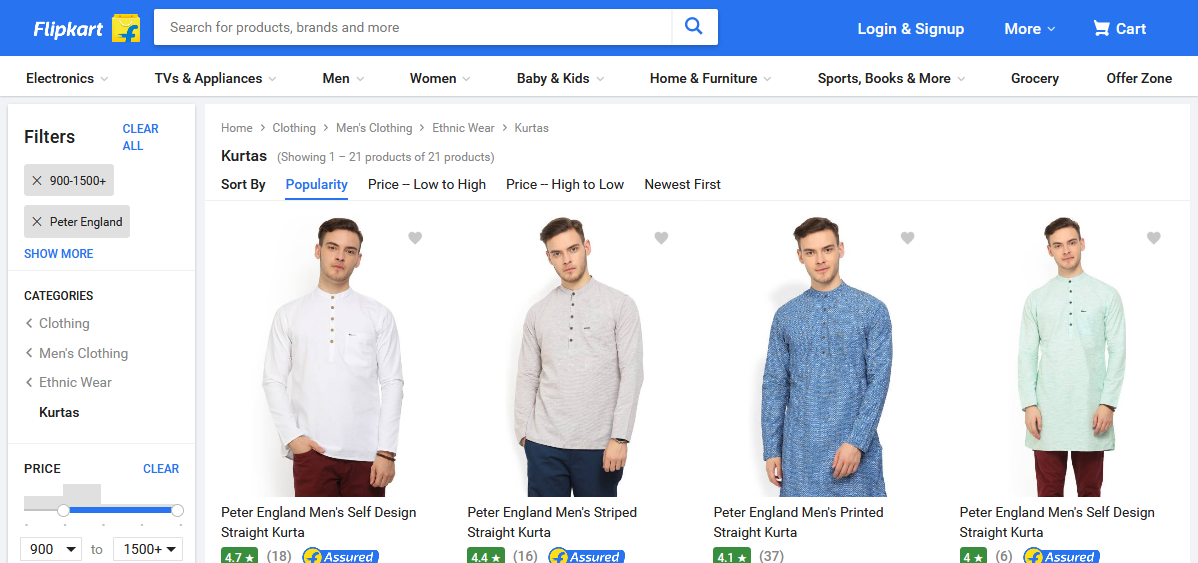 Flipkart
Search for products, brands and more
Login & Signup
More
Cart
Electronics
TVs & Appliances
Men
Women
Baby & Kids
Home & Furniture
Sports, Books & More
Grocery
Offer Zone
Filters
CLEAR
ALL
900-1500+
Peter England
SHOW MORE
CATEGORIES
Clothing
Men's Clothing
Ethnic Wear
Kurtas
PRICE CLEAR
900 to 1500+
Home > Clothing > Men's Clothing > Ethnic Wear > Kurtas
Kurtas (Showing 1 – 21 products of 21 products)
Sort By Popularity Price -- Low to High Price -- High to Low Newest First
Peter England Men's Self Design
Straight Kurta
4.7 ★ (18) Assured
Peter England Men's Striped
Straight Kurta
4.4 ★ (16) Assured
Peter England Men's Printed
Straight Kurta
4.1 ★ (37)
Peter England Men's Self Design
Straight Kurta
4 ★ (6) Assured